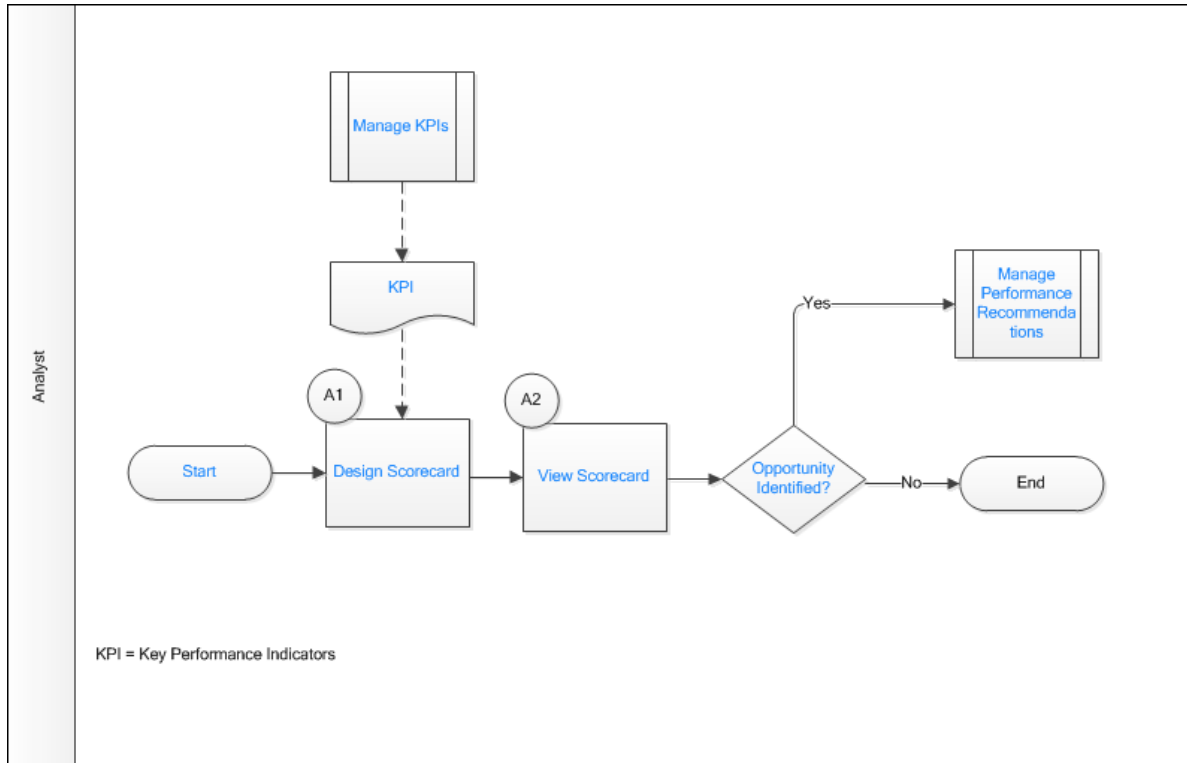 Analyst
Manage KPIs
KPI
A1
A2
Start
Design Scorecard
View Scorecard
Opportunity
Identified?
Yes
Manage
Performance
Recommenda
tions
No
End
KPI = Key Performance Indicators